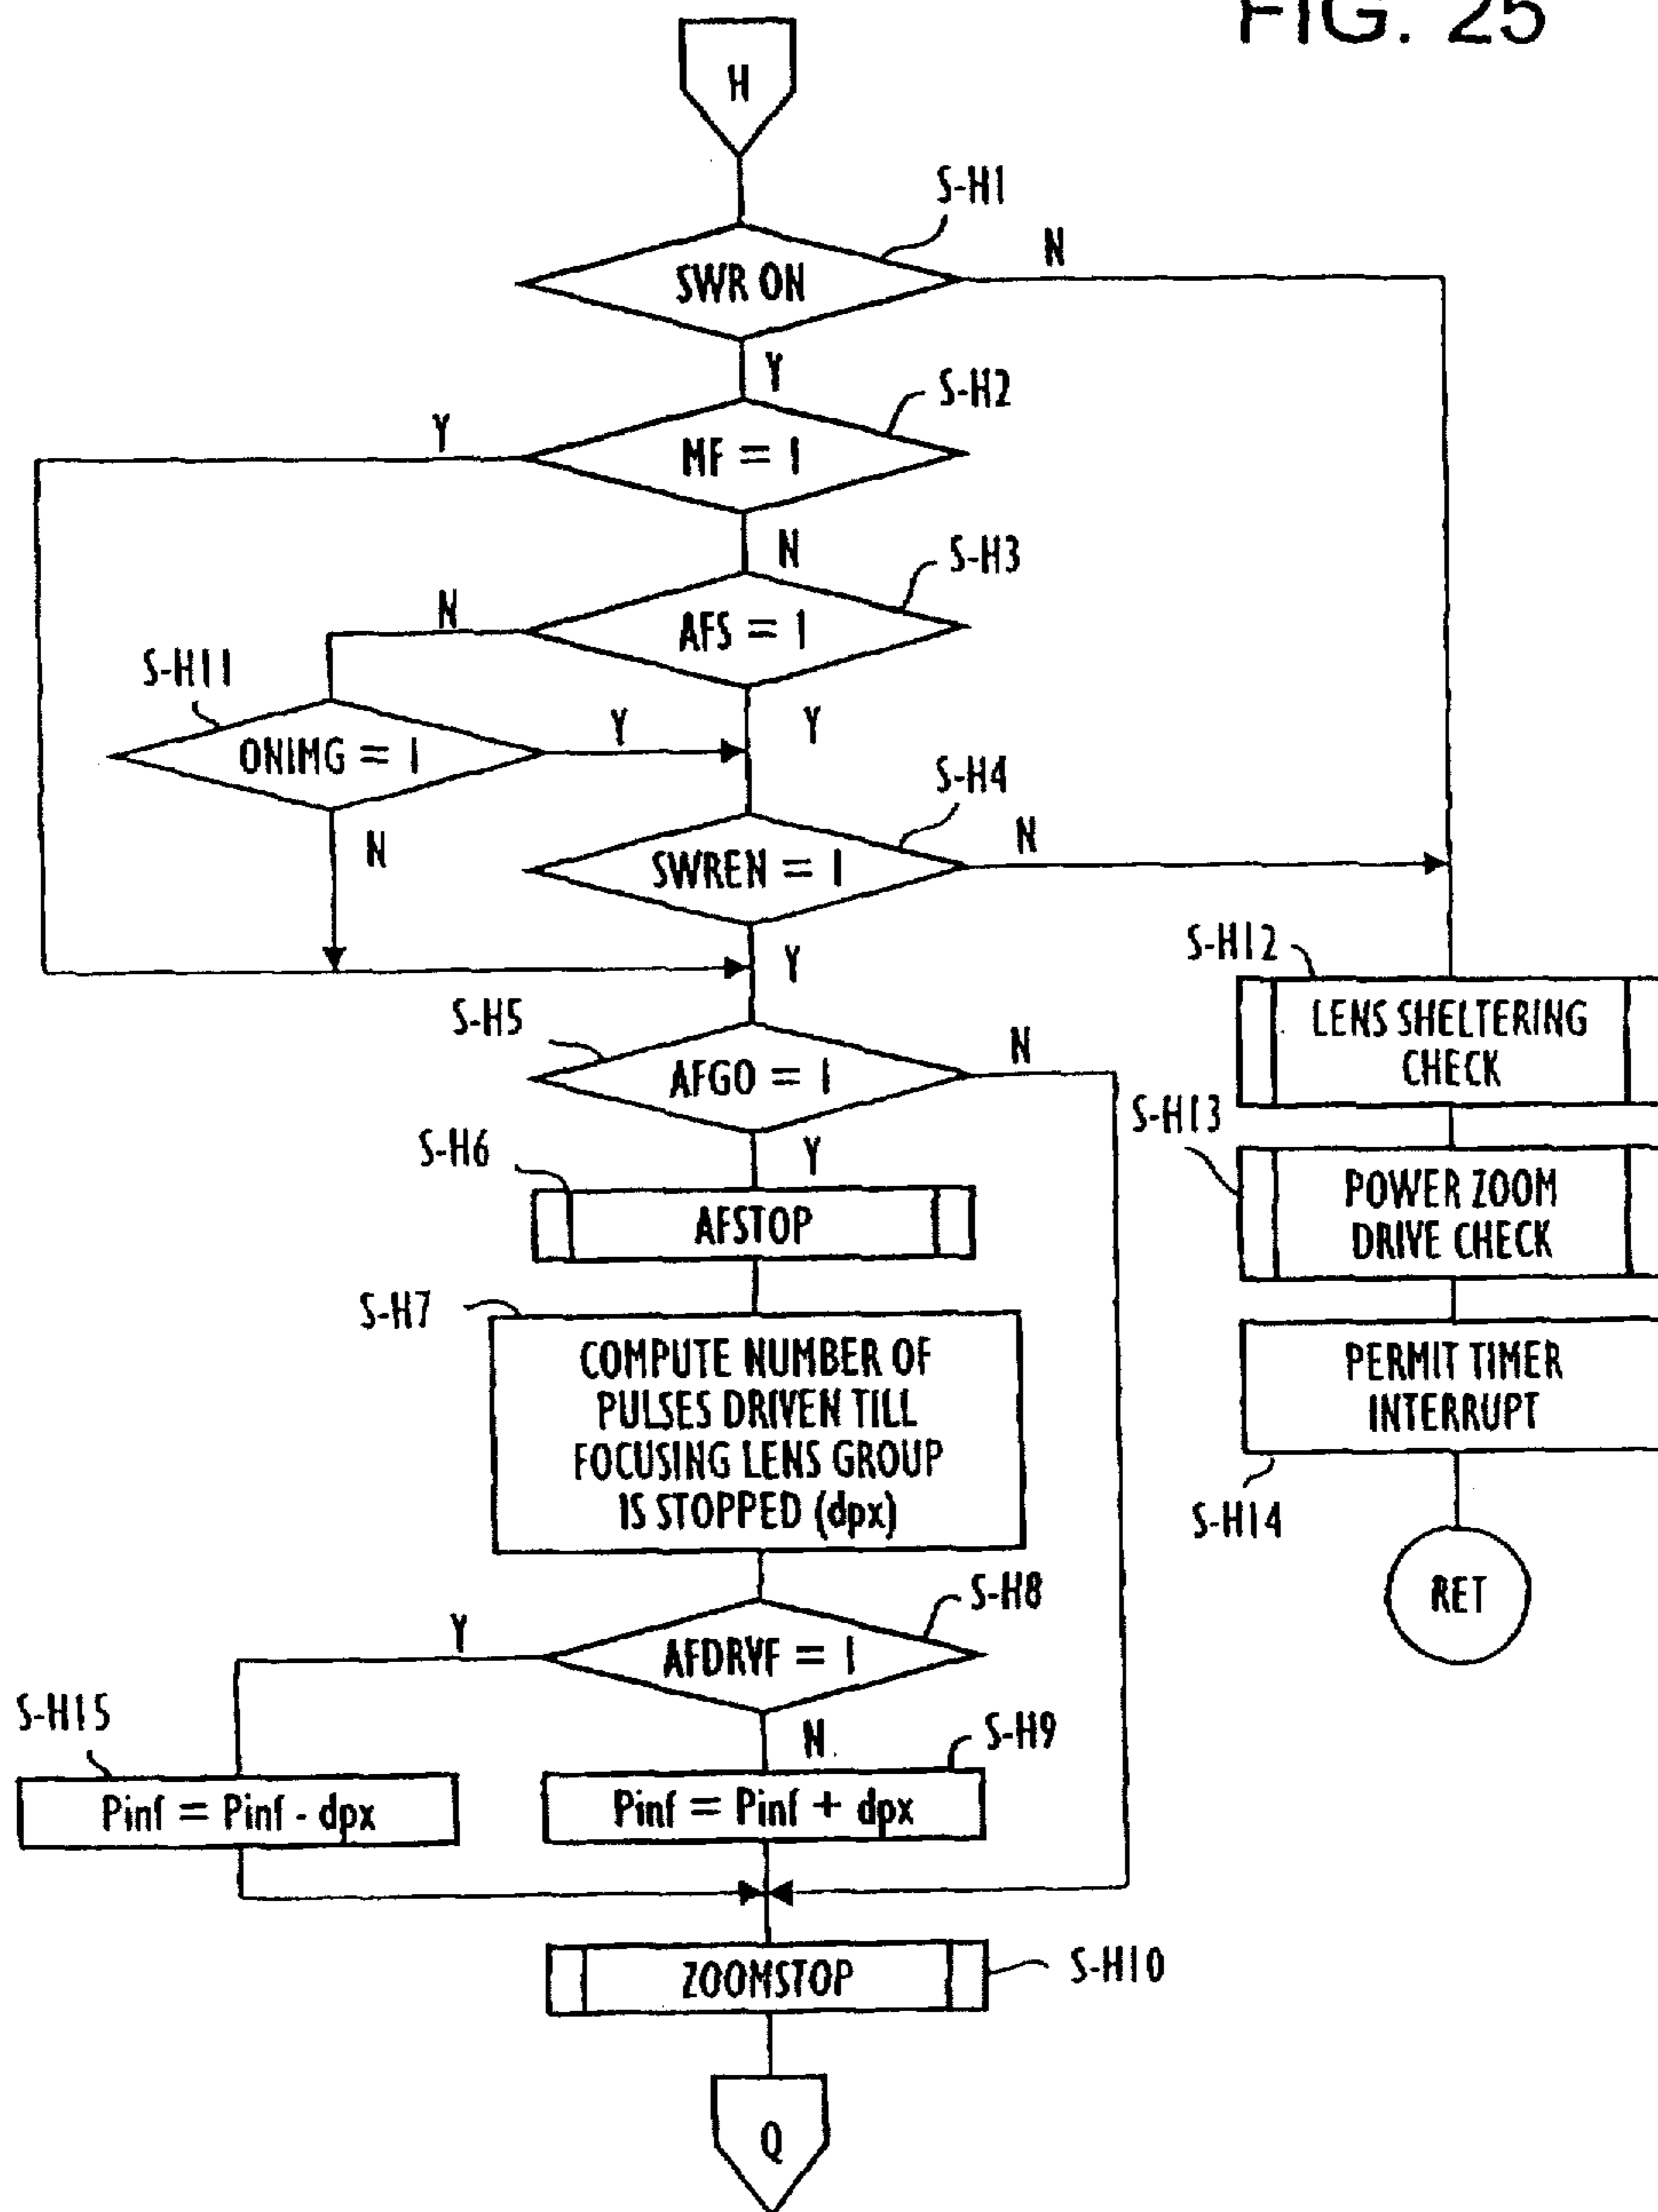 FIG. 25
H
S-H1
SWR ON
N
Y
S-H2
MF = 1
Y
N
S-H3
AFS = 1
N
Y
S-H11
ONIMG = 1
Y
N
S-H4
SWREN = 1
N
Y
S-H12
LENS SHELTERING
CHECK
S-H5
AFGO = 1
N
Y
S-H13
POWER ZOOM
DRIVE CHECK
S-H6
AFSTOP
S-H7
COMPUTE NUMBER OF
PULSES DRIVEN TILL
FOCUSING LENS GROUP
IS STOPPED (dpx)
PERMIT TIMER
INTERRUPT
S-H14
RET
S-H8
AFDRVF = 1
Y
N
S-H15
Pinf = Pinf - dpx
S-H9
Pinf = Pinf + dpx
ZOOMSTOP
S-H10
Q